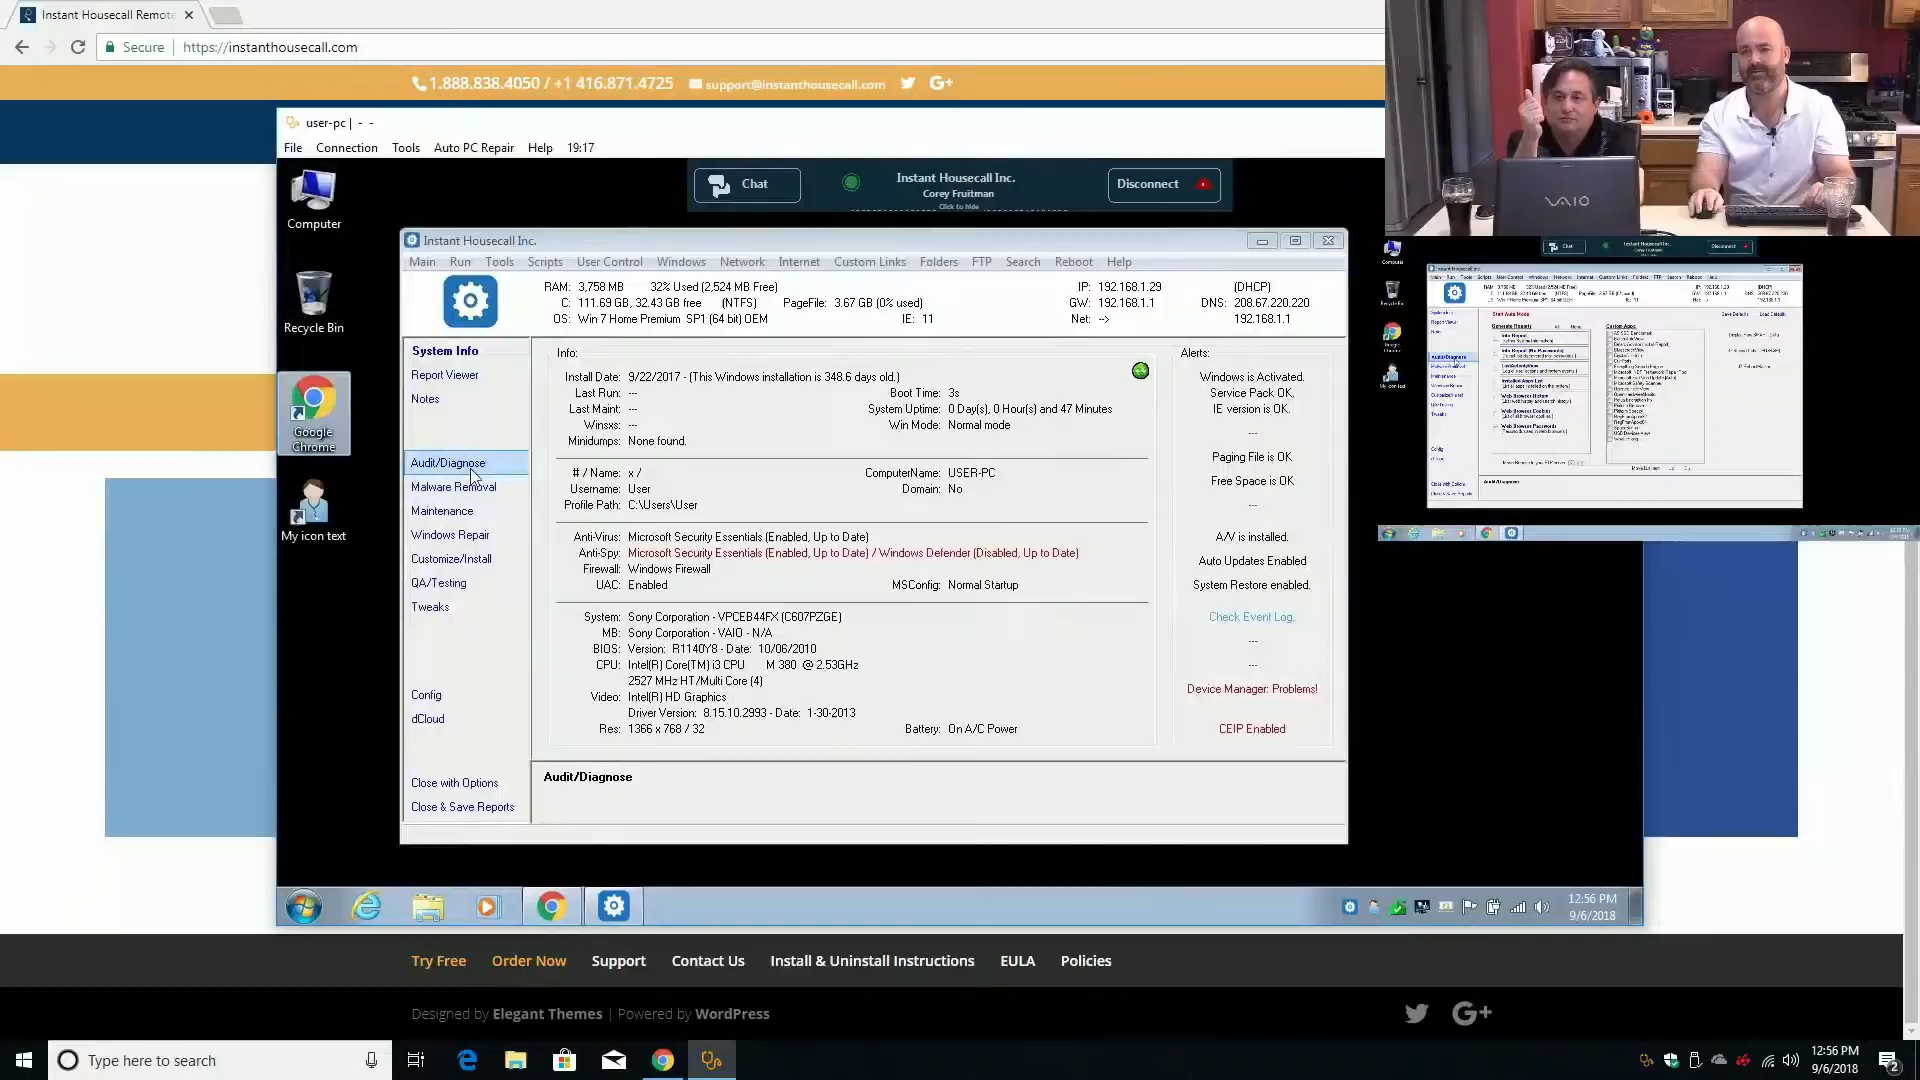 Instant Housecall Remote
Secure https://instanthousecall.com
1.888.838.4050 / +1 416.871.4725 support@instanthousecall.com G+
user-pc | - -
File Connection Tools Auto PC Repair Help 19:17
Computer
Recycle Bin
Google
Chrome
My icon text
Chat
Instant Housecall Inc.
Corey Fruitman
Click to hide
Disconnect
Instant Housecall Inc.
Main Run Tools Scripts User Control Windows Network Internet Custom Links Folders FTP Search Reboot Help
RAM: 3,758 MB 32% Used (2,524 MB Free) IP: 192.168.1.29 (DHCP)
C: 111.69 GB, 32.43 GB free (NTFS) PageFile: 3.67 GB (0% used) GW: 192.168.1.1 DNS: 208.67.220.220
OS: Win 7 Home Premium SP1 (64 bit) OEM IE: 11 Net: --> 192.168.1.1
System Info
Report Viewer
Notes
Audit/Diagnose
Malware Removal
Maintenance
Windows Repair
Customize/Install
QA/Testing
Tweaks
Config
dCloud
Close with Options
Close & Save Reports
Info:
Install Date: 9/22/2017 - (This Windows installation is 348.6 days old.)
Last Run: --- Boot Time: 3s
Last Maint: --- System Uptime: 0 Day(s), 0 Hour(s) and 47 Minutes
Winsxs: --- Win Mode: Normal mode
Minidumps: None found.
# / Name: x / ComputerName: USER-PC
Username: User Domain: No
Profile Path: C:\Users\User
Anti-Virus: Microsoft Security Essentials (Enabled, Up to Date)
Anti-Spy: Microsoft Security Essentials (Enabled, Up to Date) / Windows Defender (Disabled, Up to Date)
Firewall: Windows Firewall
UAC: Enabled MSConfig: Normal Startup
System: Sony Corporation - VPCEB44FX (C607PZGE)
MB: Sony Corporation - VAIO - N/A
BIOS: Version: R1140Y8 - Date: 10/06/2010
CPU: Intel(R) Core(TM) i3 CPU M 380 @ 2.53GHz
2527 MHz HT/Multi Core (4)
Video: Intel(R) HD Graphics
Driver Version: 8.15.10.2993 - Date: 1-30-2013
Res: 1366 x 768 / 32 Battery: On A/C Power
Alerts:
Windows is Activated.
Service Pack OK.
IE version is OK.
---
Paging File is OK
Free Space is OK
---
A/V is installed.
Auto Updates Enabled
System Restore enabled.
Check Event Log.
---
---
Device Manager: Problems!
CEIP Enabled
Audit/Diagnose
12:56 PM
9/6/2018
VAIO
Chat
Instant Housecall Inc.
Disconnect
Start Auto Mode
Audit/Diagnose
Try Free Order Now Support Contact Us Install & Uninstall Instructions EULA Policies
Designed by Elegant Themes | Powered by WordPress
G+
Type here to search
12:56 PM
9/6/2018
2